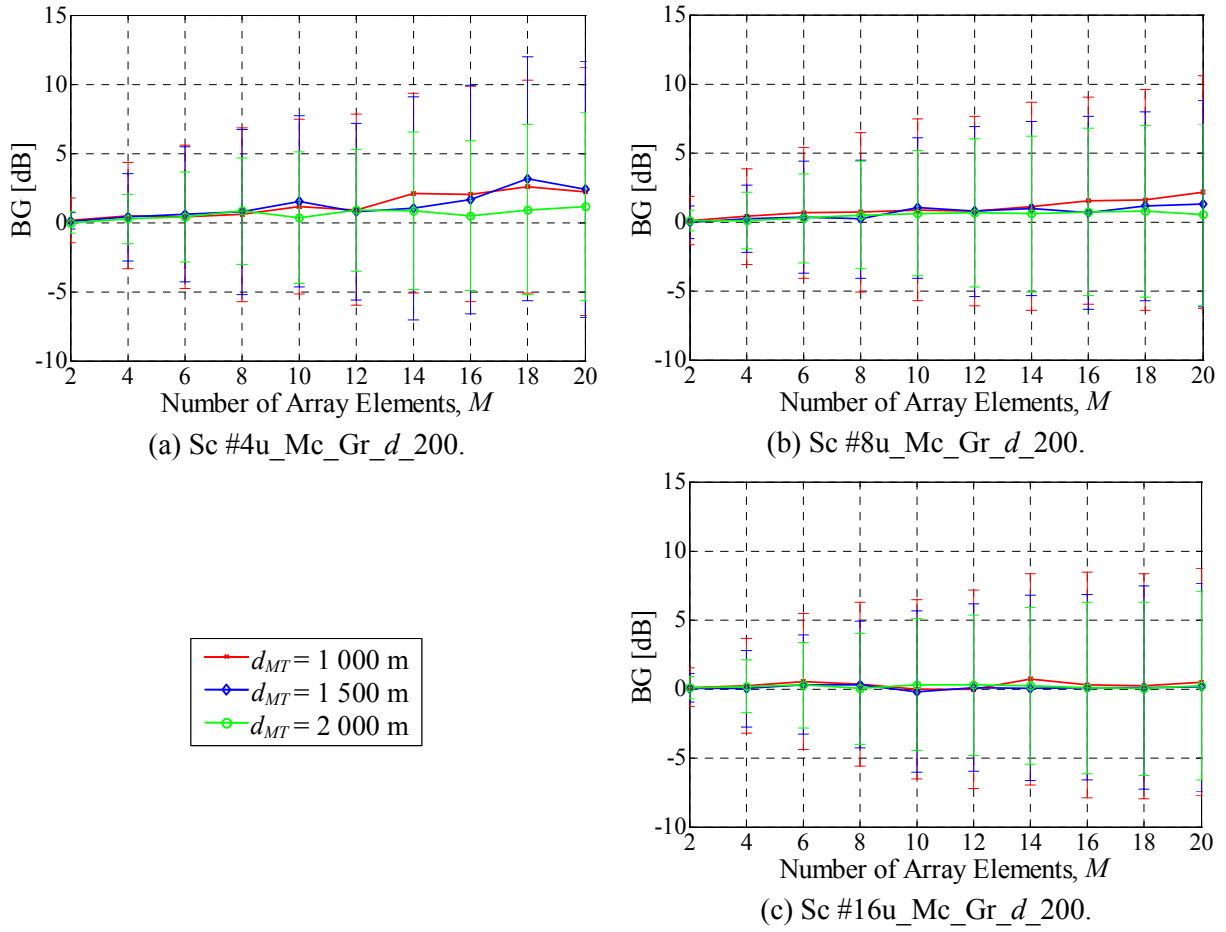 15
10
5
0
-5
-10
BG [dB]
2 4 6 8 10 12 14 16 18 20
Number of Array Elements, M
(a) Sc #4u_Mc_Gr_d_200.
15
10
5
0
-5
-10
BG [dB]
2 4 6 8 10 12 14 16 18 20
Number of Array Elements, M
(b) Sc #8u_Mc_Gr_d_200.
d_MT = 1 000 m
d_MT = 1 500 m
d_MT = 2 000 m
15
10
5
0
-5
-10
BG [dB]
2 4 6 8 10 12 14 16 18 20
Number of Array Elements, M
(c) Sc #16u_Mc_Gr_d_200.